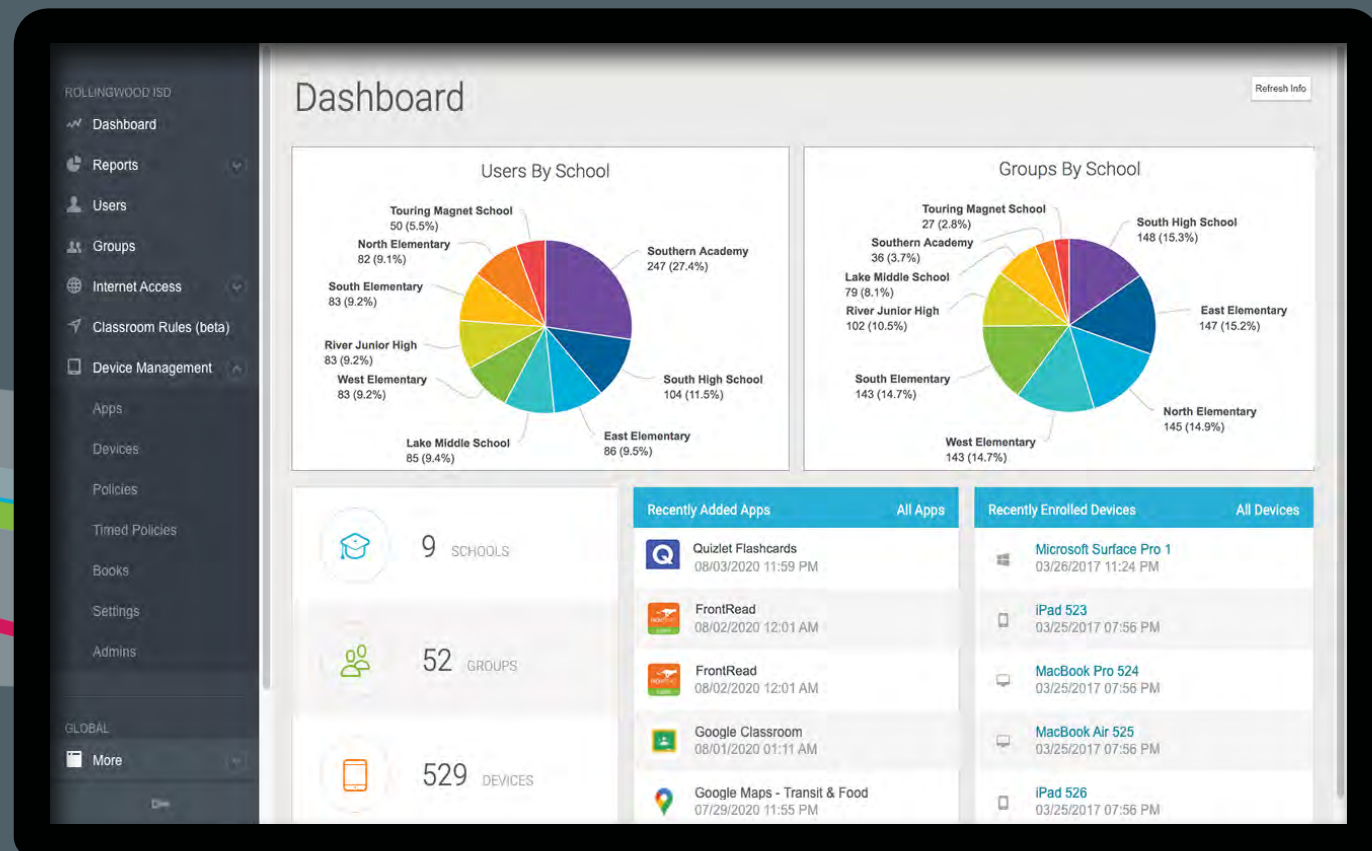 ROLLINGWOOD ISD
Dashboard
Reports
Users
Groups
Internet Access
Classroom Rules (beta)
Device Management
Apps
Devices
Policies
Timed Policies
Books
Settings
Admins
GLOBAL
More
Dashboard
Refresh Info
Users By School
Touring Magnet School
50 (5.5%)
North Elementary
82 (9.1%)
South Elementary
83 (9.2%)
River Junior High
83 (9.2%)
West Elementary
83 (9.2%)
Lake Middle School
85 (9.4%)
Southern Academy
247 (27.4%)
South High School
104 (11.5%)
East Elementary
86 (9.5%)
Groups By School
Touring Magnet School
27 (2.8%)
Southern Academy
36 (3.7%)
Lake Middle School
79 (8.1%)
River Junior High
102 (10.5%)
South Elementary
143 (14.7%)
West Elementary
143 (14.7%)
South High School
148 (15.3%)
East Elementary
147 (15.2%)
North Elementary
145 (14.9%)
9 SCHOOLS
52 GROUPS
529 DEVICES
Recently Added Apps All Apps
Quizlet Flashcards
08/03/2020 11:59 PM
FrontRead
08/02/2020 12:01 AM
FrontRead
08/02/2020 12:01 AM
Google Classroom
08/01/2020 01:11 AM
Google Maps - Transit & Food
07/29/2020 11:55 PM
Recently Enrolled Devices All Devices
Microsoft Surface Pro 1
03/26/2017 11:24 PM
iPad 523
03/25/2017 07:56 PM
MacBook Pro 524
03/25/2017 07:56 PM
MacBook Air 525
03/25/2017 07:56 PM
iPad 526
03/25/2017 07:56 PM